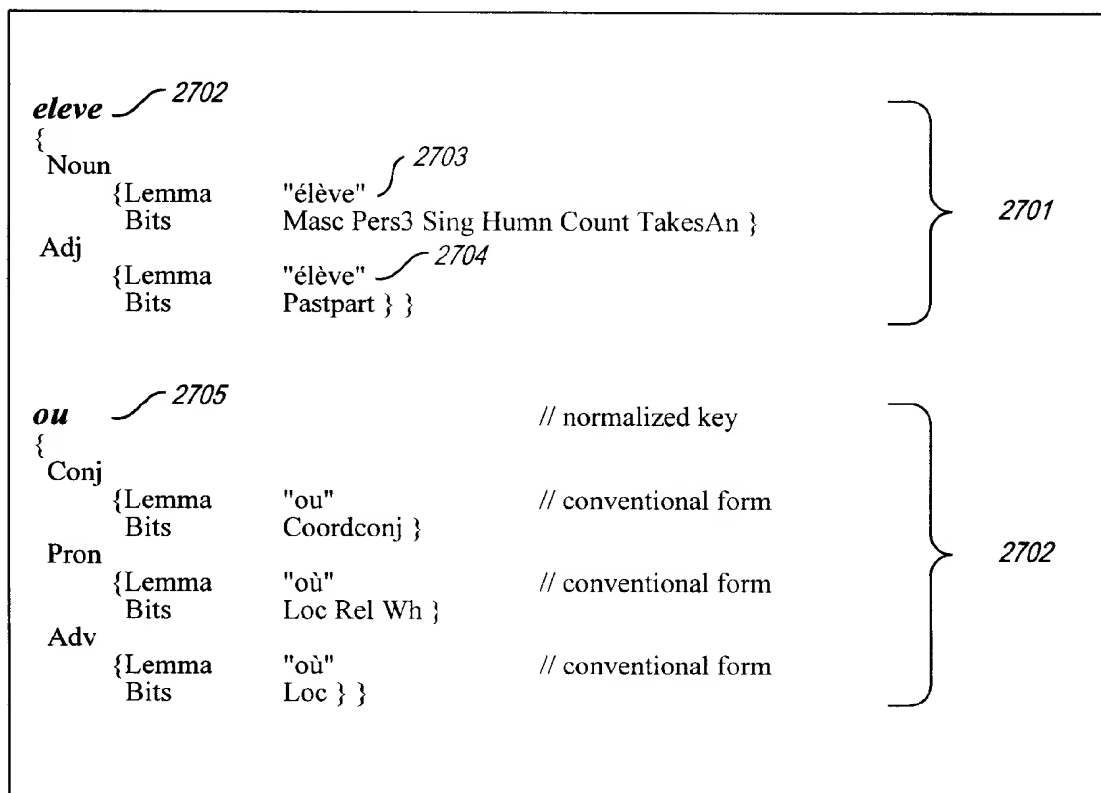 eleve 2702
{
Noun 2703
{Lemma "élève"
Bits Masc Pers3 Sing Humn Count TakesAn }
2701
Adj 2704
{Lemma "élève"
Bits Pastpart } }
ou 2705 // normalized key
{
Conj
{Lemma "ou" // conventional form
Bits Coordconj }
Pron 2702
{Lemma "où" // conventional form
Bits Loc Rel Wh }
Adv
{Lemma "où" // conventional form
Bits Loc } }